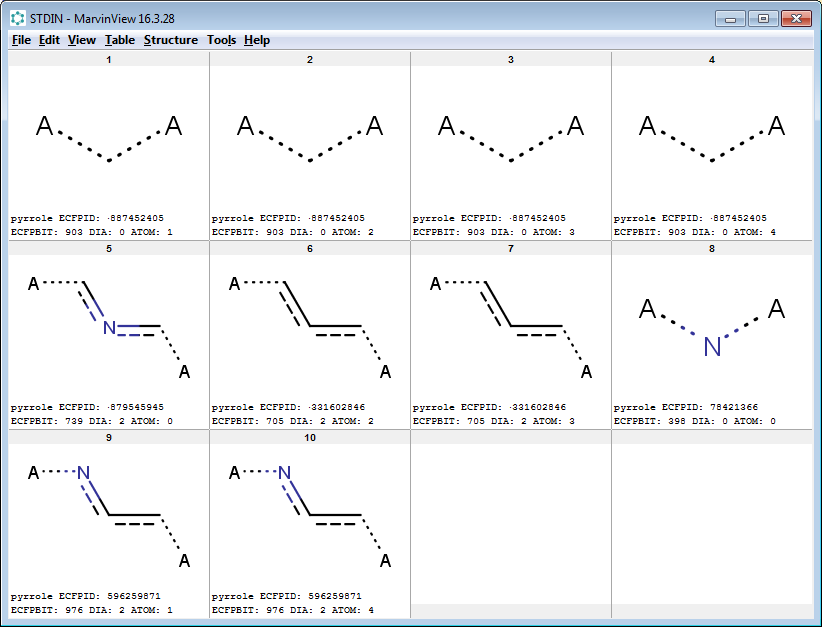 STDIN - MarvinView 16.3.28
File Edit View Table Structure Tools Help
1 2 3 4
A A A A A A A A
pyrrole ECFPID: -887452405 pyrrole ECFPID: -887452405 pyrrole ECFPID: -887452405 pyrrole ECFPID: -887452405
ECFPBIT: 903 DIA: 0 ATOM: 1 ECFPBIT: 903 DIA: 0 ATOM: 2 ECFPBIT: 903 DIA: 0 ATOM: 3 ECFPBIT: 903 DIA: 0 ATOM: 4
5 6 7 8
A A A A A
N N
A A A
pyrrole ECFPID: -879545945 pyrrole ECFPID: -331602846 pyrrole ECFPID: -331602846 pyrrole ECFPID: 78421366
ECFPBIT: 739 DIA: 2 ATOM: 0 ECFPBIT: 705 DIA: 2 ATOM: 2 ECFPBIT: 705 DIA: 2 ATOM: 3 ECFPBIT: 398 DIA: 0 ATOM: 0
9 10
A N A N
A A
pyrrole ECFPID: 596259871 pyrrole ECFPID: 596259871
ECFPBIT: 976 DIA: 2 ATOM: 1 ECFPBIT: 976 DIA: 2 ATOM: 4